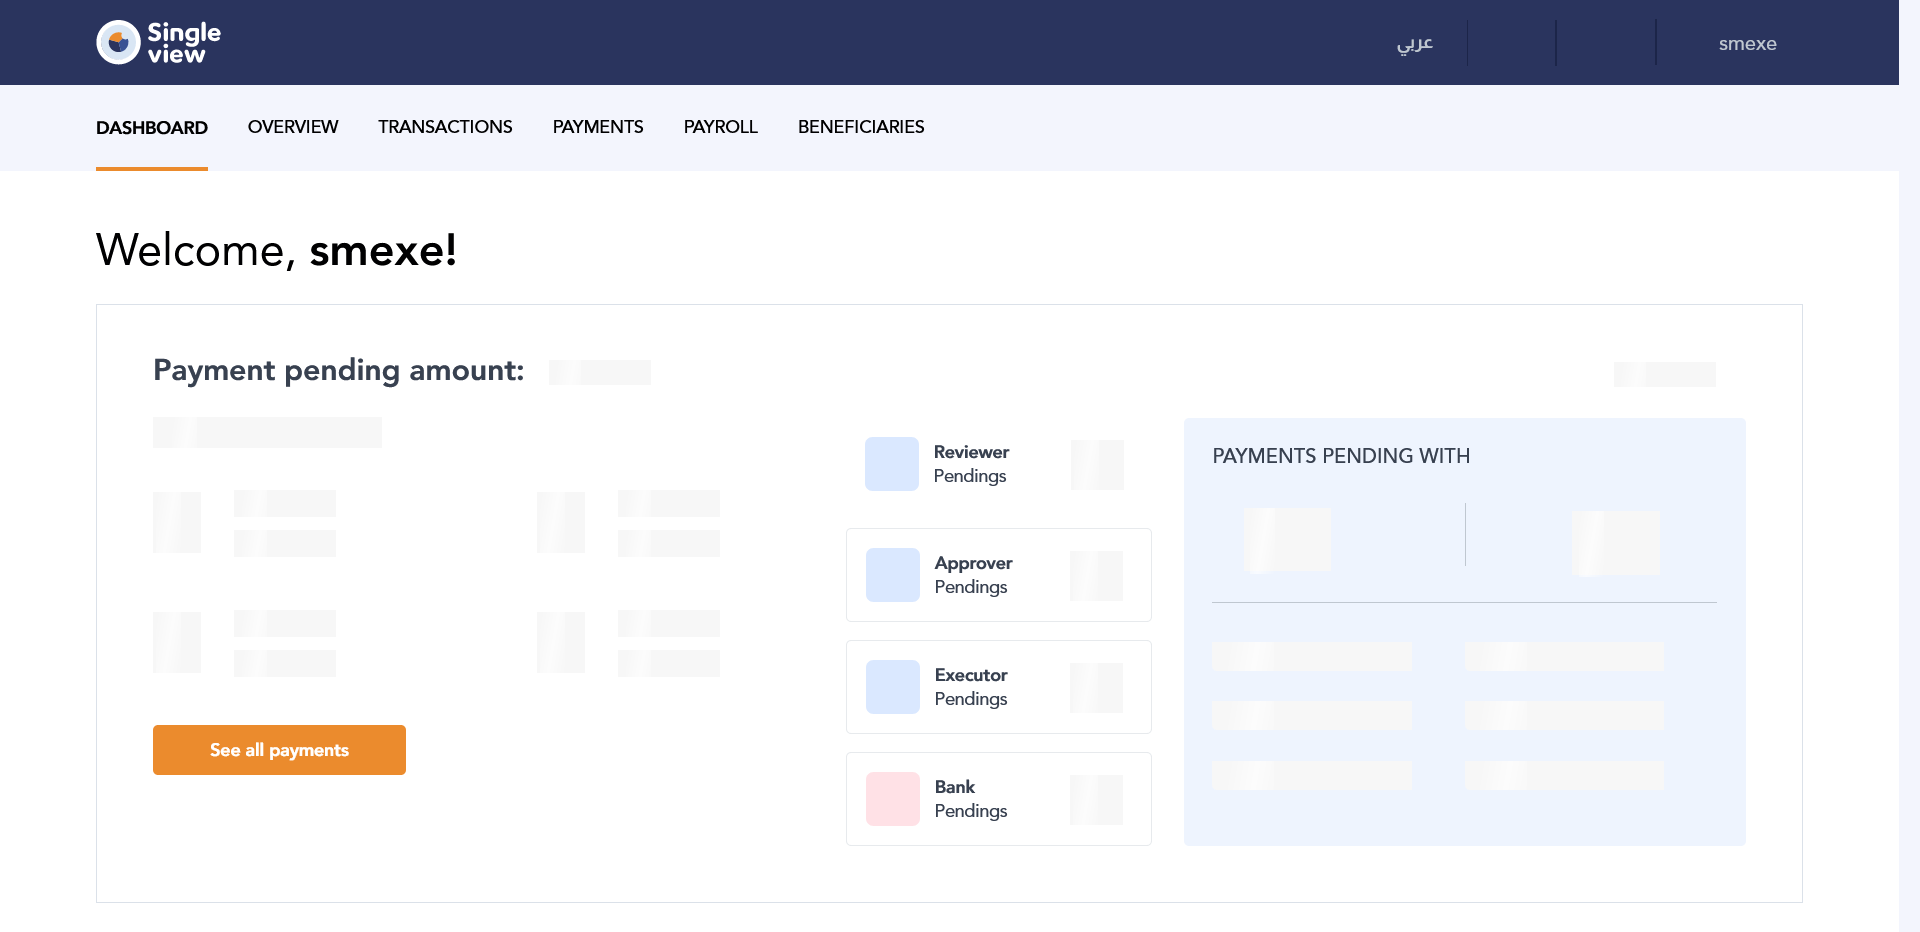 Single
view
عربي
smexe
DASHBOARD
OVERVIEW
TRANSACTIONS
PAYMENTS
PAYROLL
BENEFICIARIES
Welcome, smexe!
Payment pending amount:
See all payments
Reviewer
Pendings
Approver
Pendings
Executor
Pendings
Bank
Pendings
PAYMENTS PENDING WITH